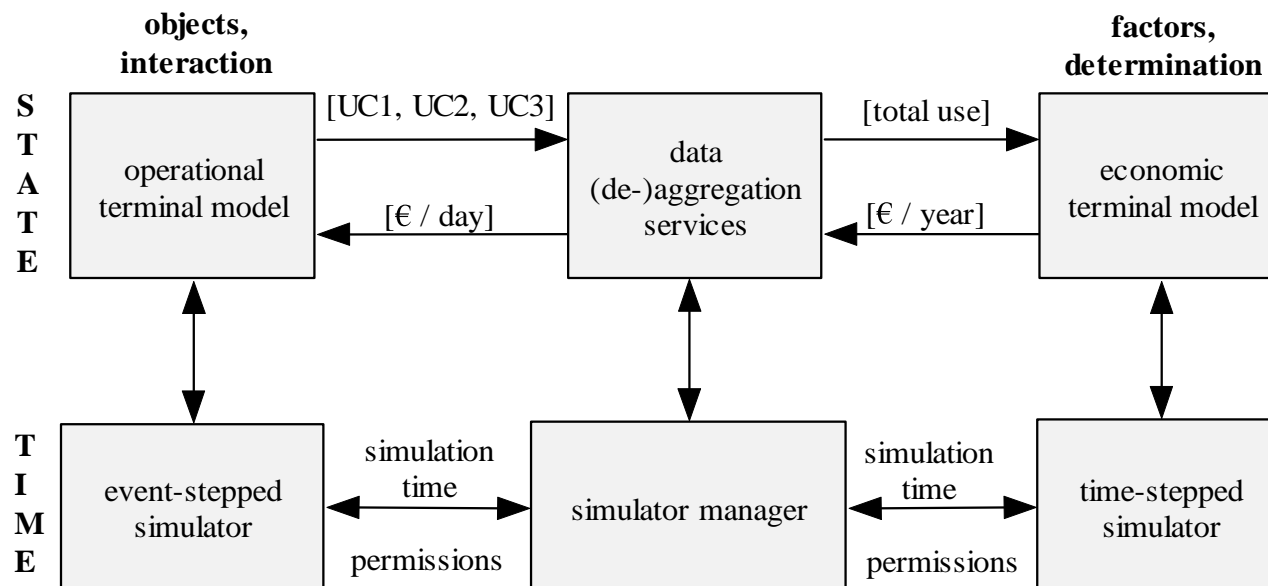 objects,
interaction
factors,
determination
S
T
A
T
E
[UC1, UC2, UC3]
[total use]
operational
terminal model
data
(de-)aggregation
services
economic
terminal model
[€ / day]
[€ / year]
T
I
M
E
simulation
time
simulation
time
event-stepped
simulator
simulator manager
time-stepped
simulator
permissions
permissions